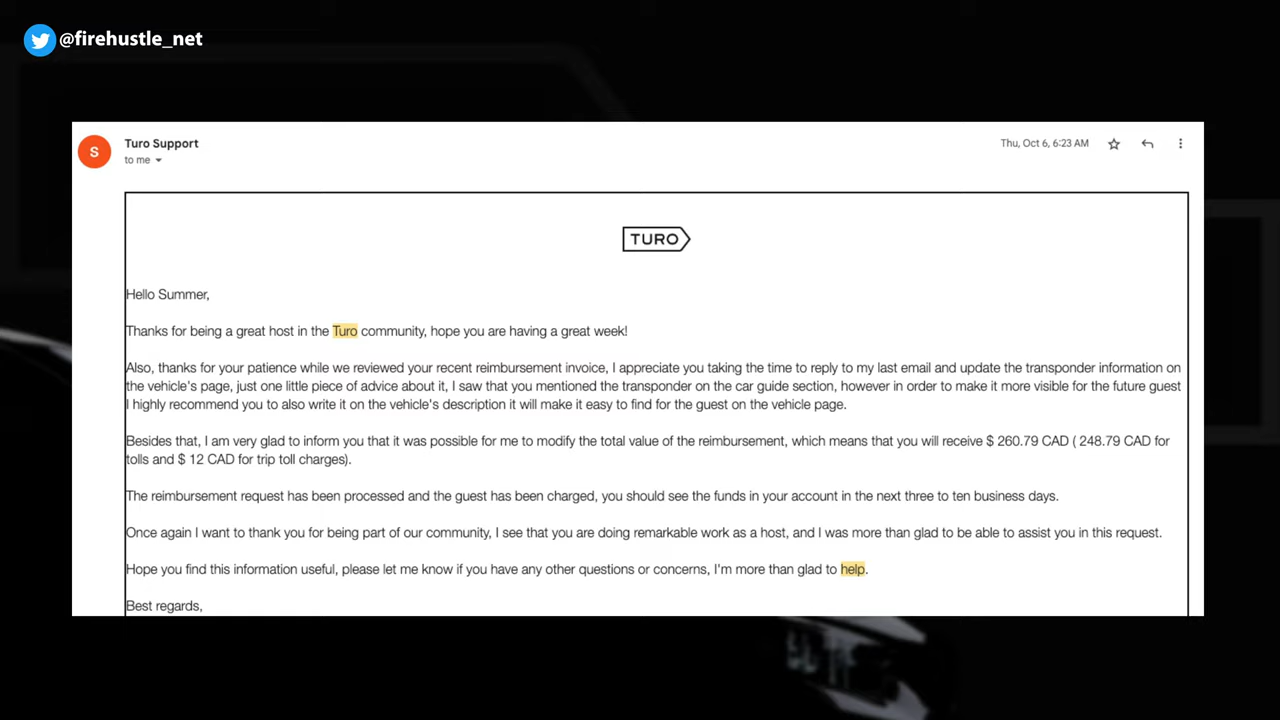 @firehustle_net
S
Turo Support
Thu, Oct 6, 6:23 AM
to me
TURO
Hello Summer,
Thanks for being a great host in the Turo community, hope you are having a great week!
Also, thanks for your patience while we reviewed your recent reimbursement invoice, I appreciate you taking the time to reply to my last email and update the transponder information on
the vehicle's page, just one little piece of advice about it, I saw that you mentioned the transponder on the car guide section, however in order to make it more visible for the future guest
I highly recommend you to also write it on the vehicle's description it will make it easy to find for the guest on the vehicle page.
Besides that, I am very glad to inform you that it was possible for me to modify the total value of the reimbursement, which means that you will receive $ 260.79 CAD ( 248.79 CAD for
tolls and $ 12 CAD for trip toll charges).
The reimbursement request has been processed and the guest has been charged, you should see the funds in your account in the next three to ten business days.
Once again I want to thank you for being part of our community, I see that you are doing remarkable work as a host, and I was more than glad to be able to assist you in this request.
Hope you find this information useful, please let me know if you have any other questions or concerns, I'm more than glad to help.
Best regards,